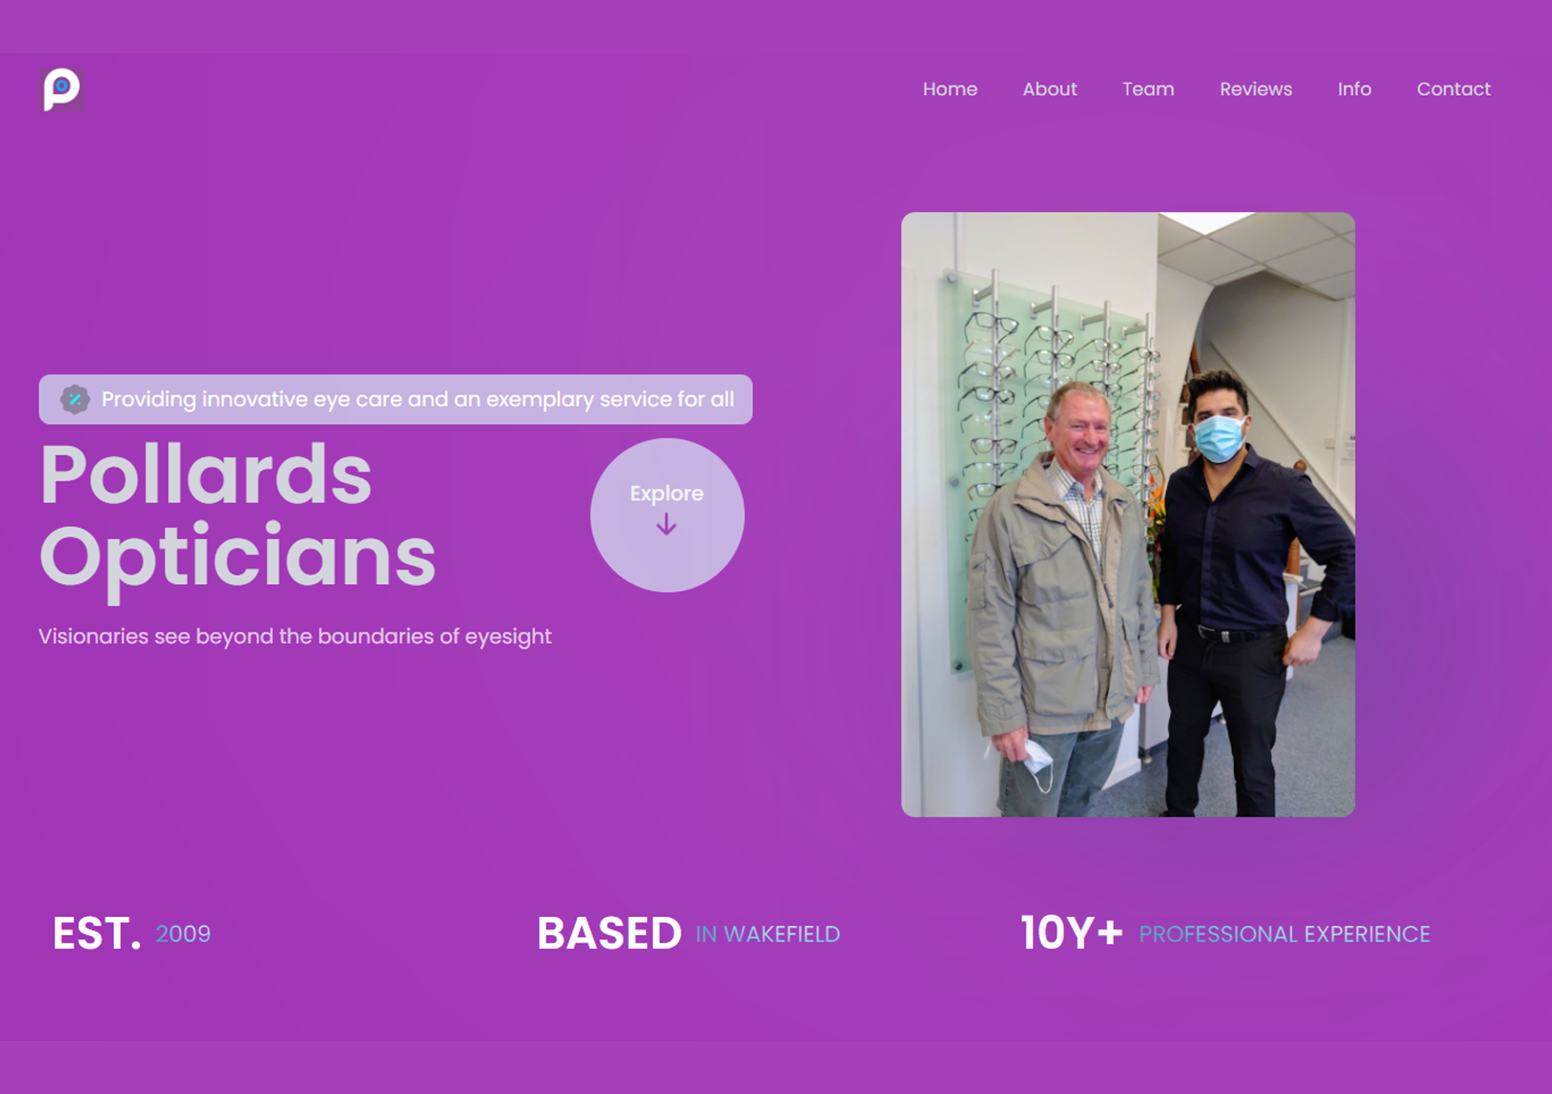 Home About Team Reviews Info Contact
Providing innovative eye care and an exemplary service for all
Pollards
Opticians
Explore
Visionaries see beyond the boundaries of eyesight
EST. 2009
BASED IN WAKEFIELD
10Y+ PROFESSIONAL EXPERIENCE